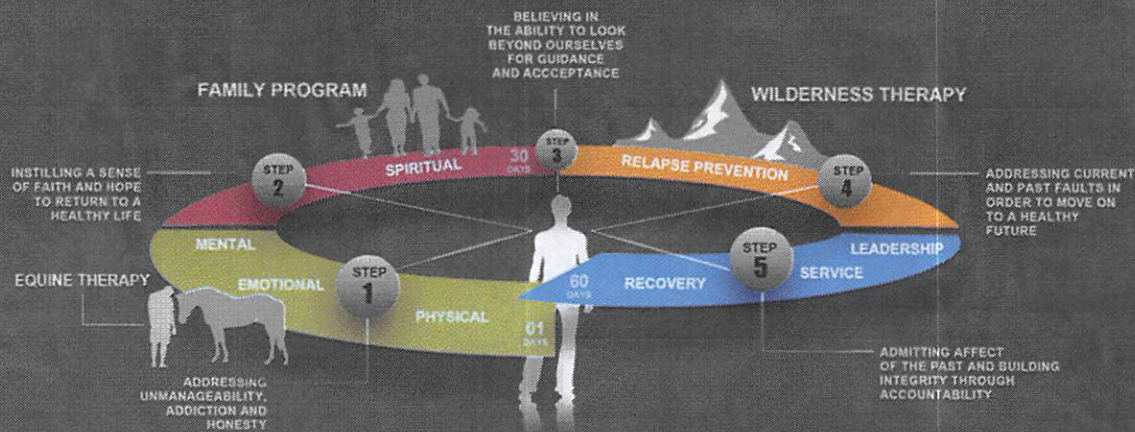 BELIEVING IN
THE ABILITY TO LOOK
BEYOND OURSELVES
FOR GUIDANCE
AND ACCCEPTANCE
FAMILY PROGRAM
WILDERNESS THERAPY
STEP
3
SPIRITUAL
30
DAYS
RELAPSE PREVENTION
STEP
2
STEP
4
INSTILLING A SENSE
OF FAITH AND HOPE
TO RETURN TO A
HEALTHY LIFE
ADDRESSING CURRENT
AND PAST FAULTS IN
ORDER TO MOVE ON
TO A HEALTHY
FUTURE
MENTAL
EMOTIONAL
PHYSICAL
01
DAYS
STEP
1
EQUINE THERAPY
60
DAYS
RECOVERY
STEP
5
SERVICE
LEADERSHIP
ADDRESSING
UNMANAGEABILITY,
ADDICTION AND
HONESTY
ADMITTING AFFECT
OF THE PAST AND BUILDING
INTEGRITY THROUGH
ACCOUNTABILITY